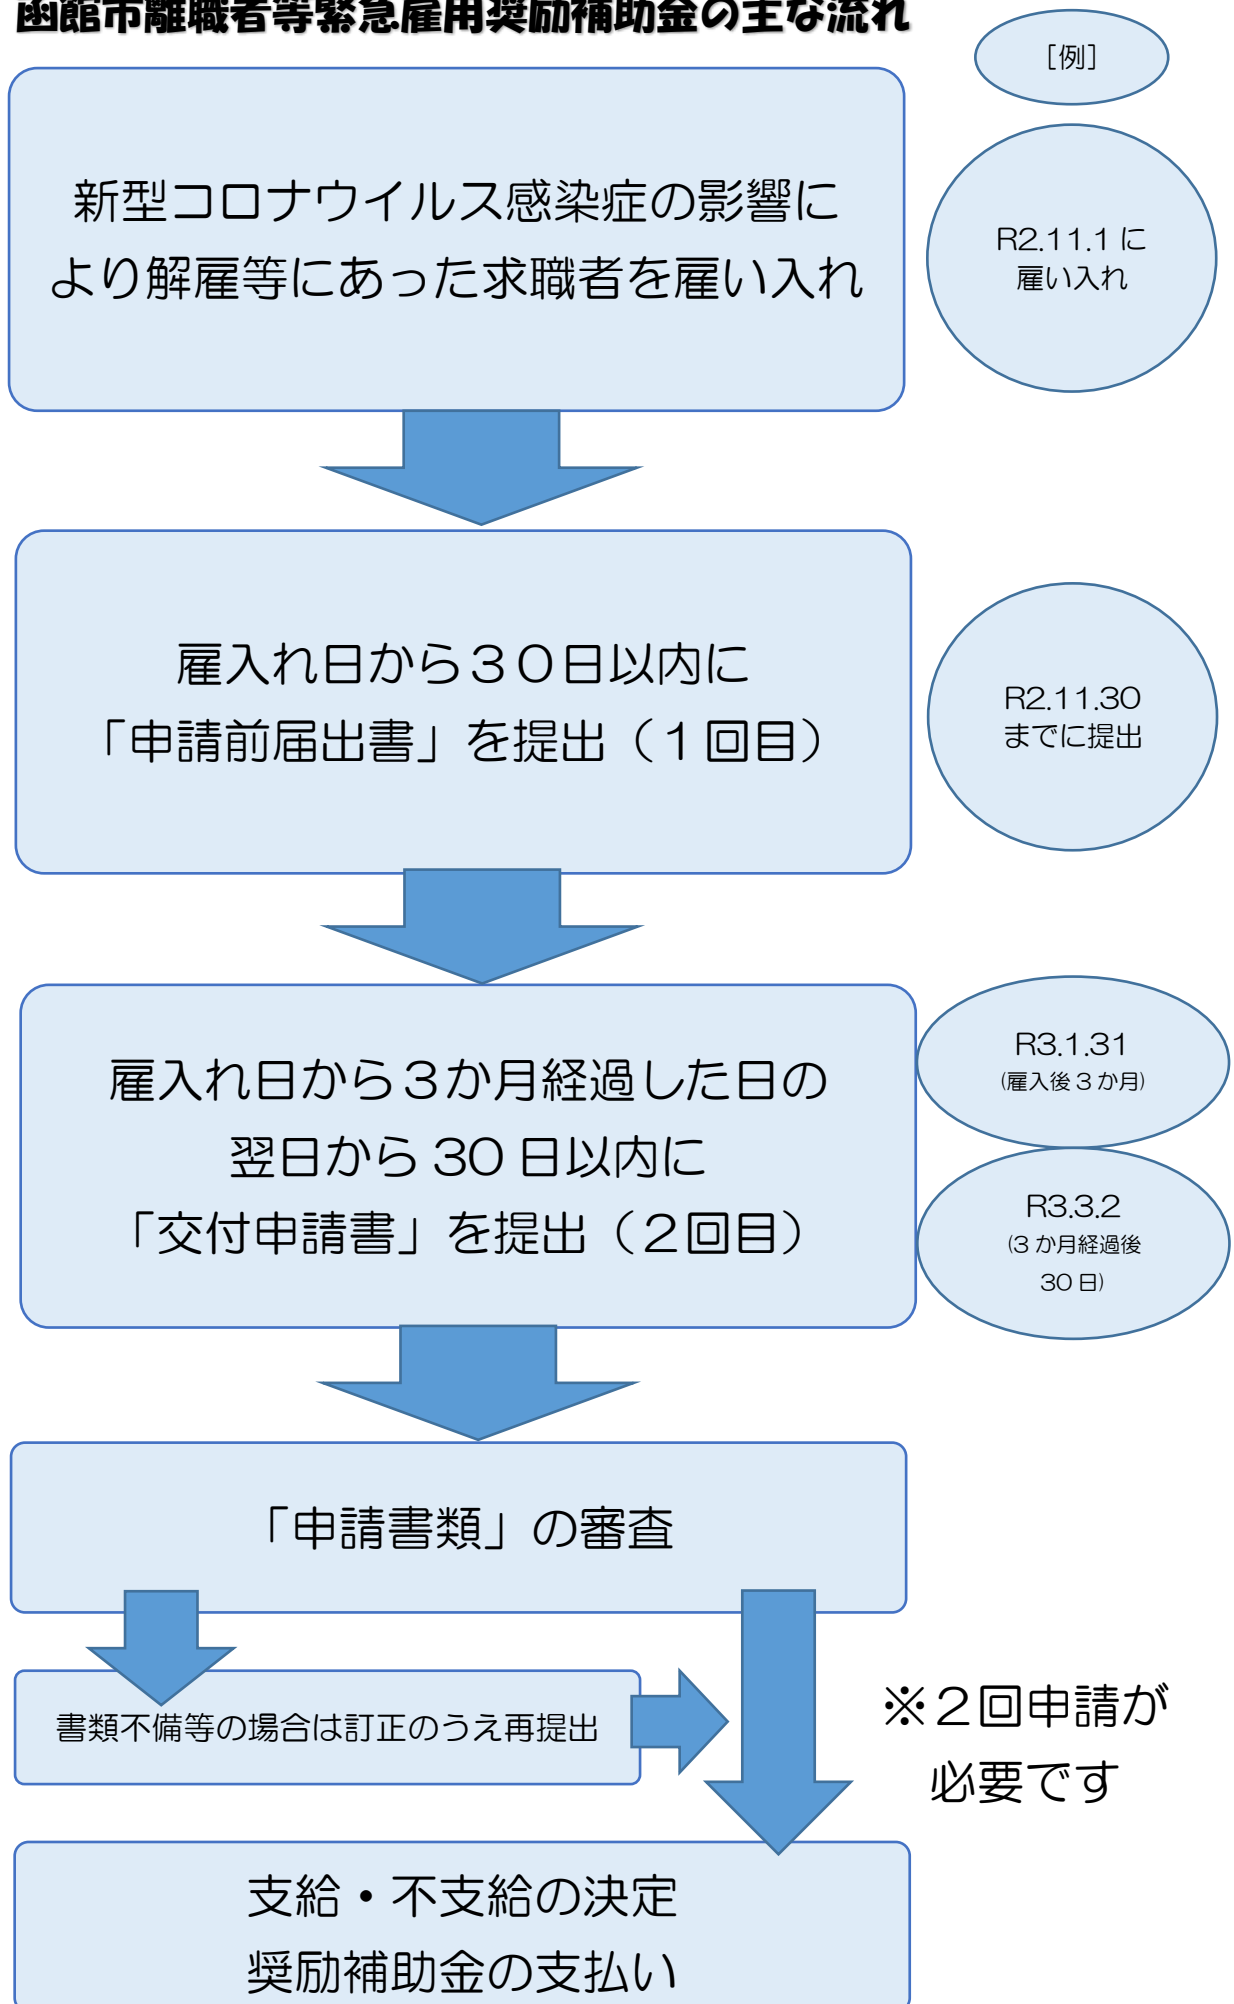 函館市離職者等緊急雇用奨励補助金の主な流れ
［例］
新型コロナウイルス感染症の影響に
より解雇等にあった求職者を雇い入れ
R2.11.1 に
雇い入れ
雇入れ日から３０日以内に
「申請前届出書」を提出（１回目）
R2.11.30
までに提出
雇入れ日から３か月経過した日の
翌日から 30 日以内に
「交付申請書」を提出（２回目）
R3.1.31
(雇入後 3 か月)
R3.3.2
(3 か月経過後
30 日)
「申請書類」の審査
書類不備等の場合は訂正のうえ再提出
※２回申請が
必要です
支給・不支給の決定
奨励補助金の支払い